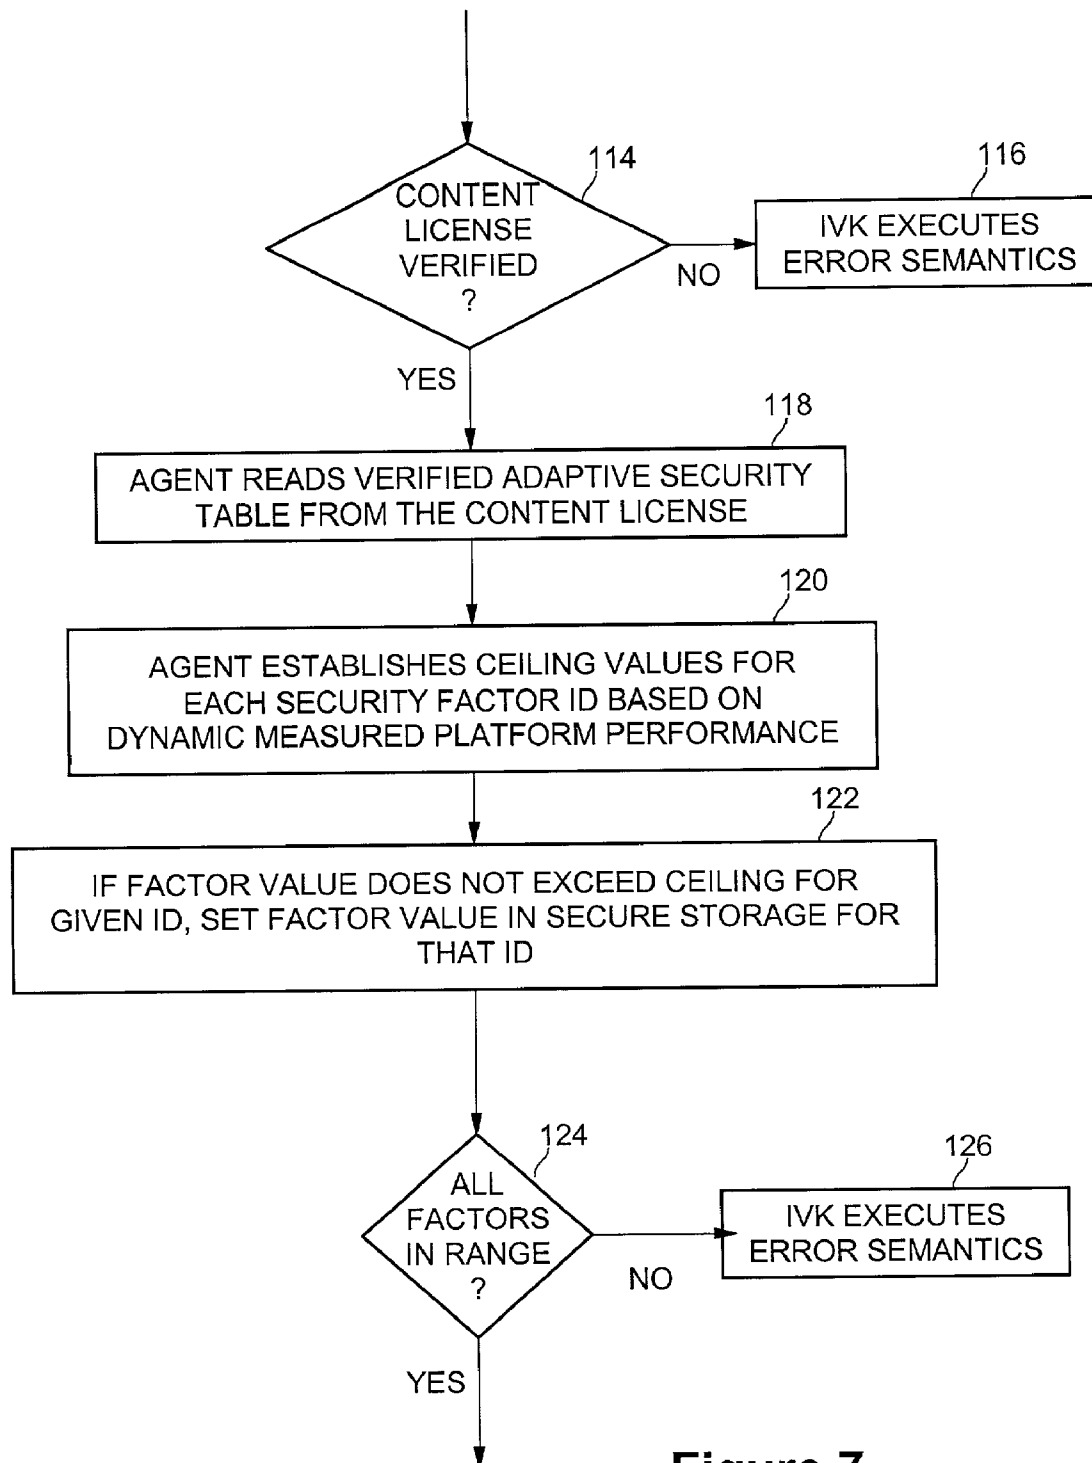 114
CONTENT
LICENSE
VERIFIED
?
116
IVK EXECUTES
ERROR SEMANTICS
NO
YES
118
AGENT READS VERIFIED ADAPTIVE SECURITY
TABLE FROM THE CONTENT LICENSE
120
AGENT ESTABLISHES CEILING VALUES FOR
EACH SECURITY FACTOR ID BASED ON
DYNAMIC MEASURED PLATFORM PERFORMANCE
122
IF FACTOR VALUE DOES NOT EXCEED CEILING FOR
GIVEN ID, SET FACTOR VALUE IN SECURE STORAGE FOR
THAT ID
124
ALL
FACTORS
IN RANGE
?
126
IVK EXECUTES
ERROR SEMANTICS
NO
YES
Figure 7